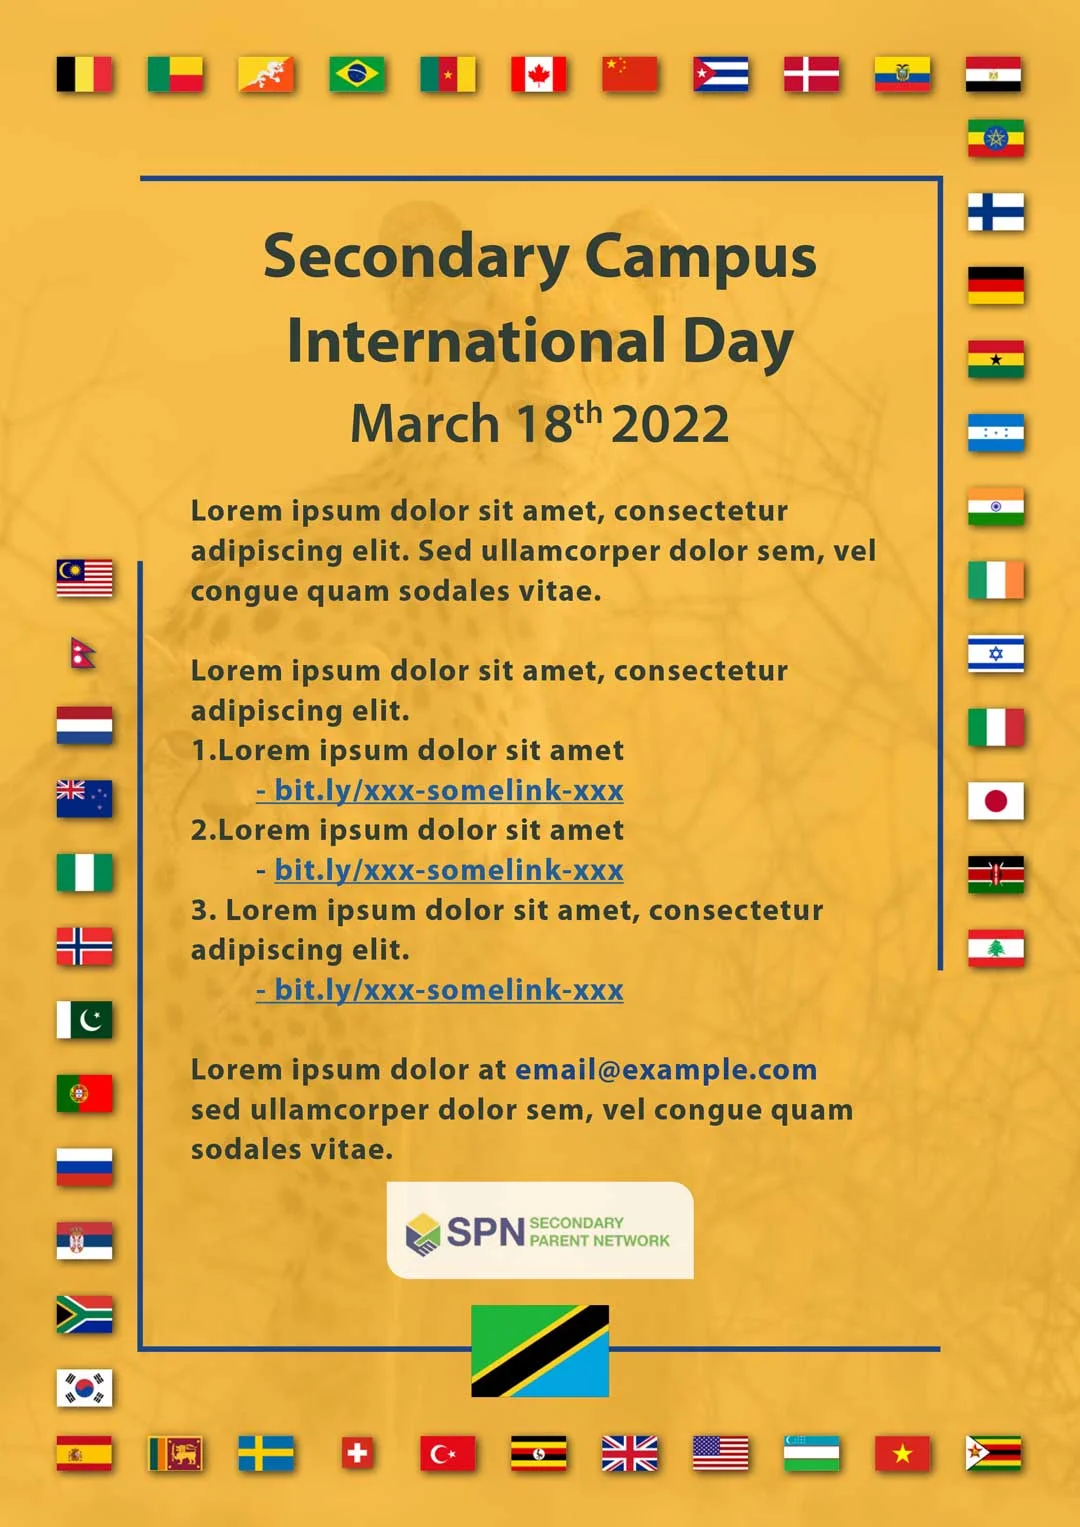 Secondary Campus
International Day
March 18th 2022
Lorem ipsum dolor sit amet, consectetur
adipiscing elit. Sed ullamcorper dolor sem, vel
congue quam sodales vitae.
Lorem ipsum dolor sit amet, consectetur
adipiscing elit.
1.Lorem ipsum dolor sit amet
- bit.ly/xxx-somelink-xxx
2.Lorem ipsum dolor sit amet
- bit.ly/xxx-somelink-xxx
3. Lorem ipsum dolor sit amet, consectetur
adipiscing elit.
- bit.ly/xxx-somelink-xxx
Lorem ipsum dolor at email@example.com
sed ullamcorper dolor sem, vel congue quam
sodales vitae.
SPN SECONDARY
PARENT NETWORK